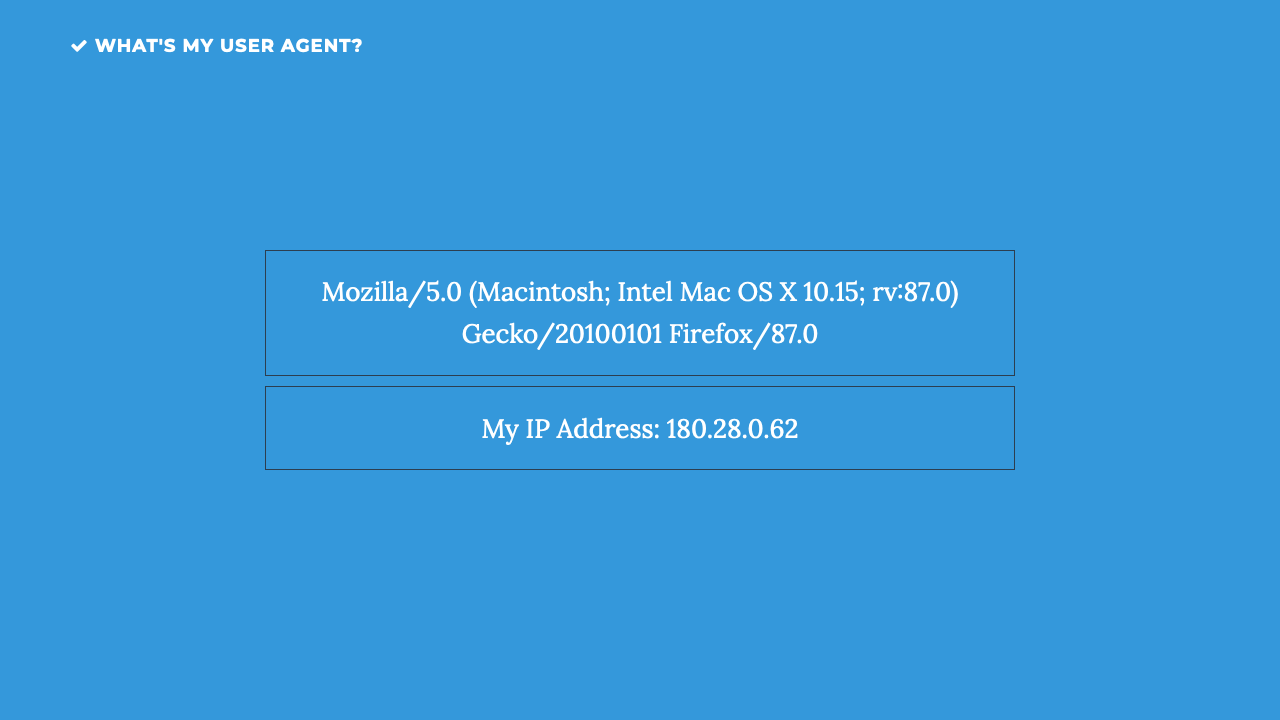 WHAT'S MY USER AGENT?
Mozilla/5.0 (Macintosh; Intel Mac OS X 10.15; rv:87.0)
Gecko/20100101 Firefox/87.0
My IP Address: 180.28.0.62